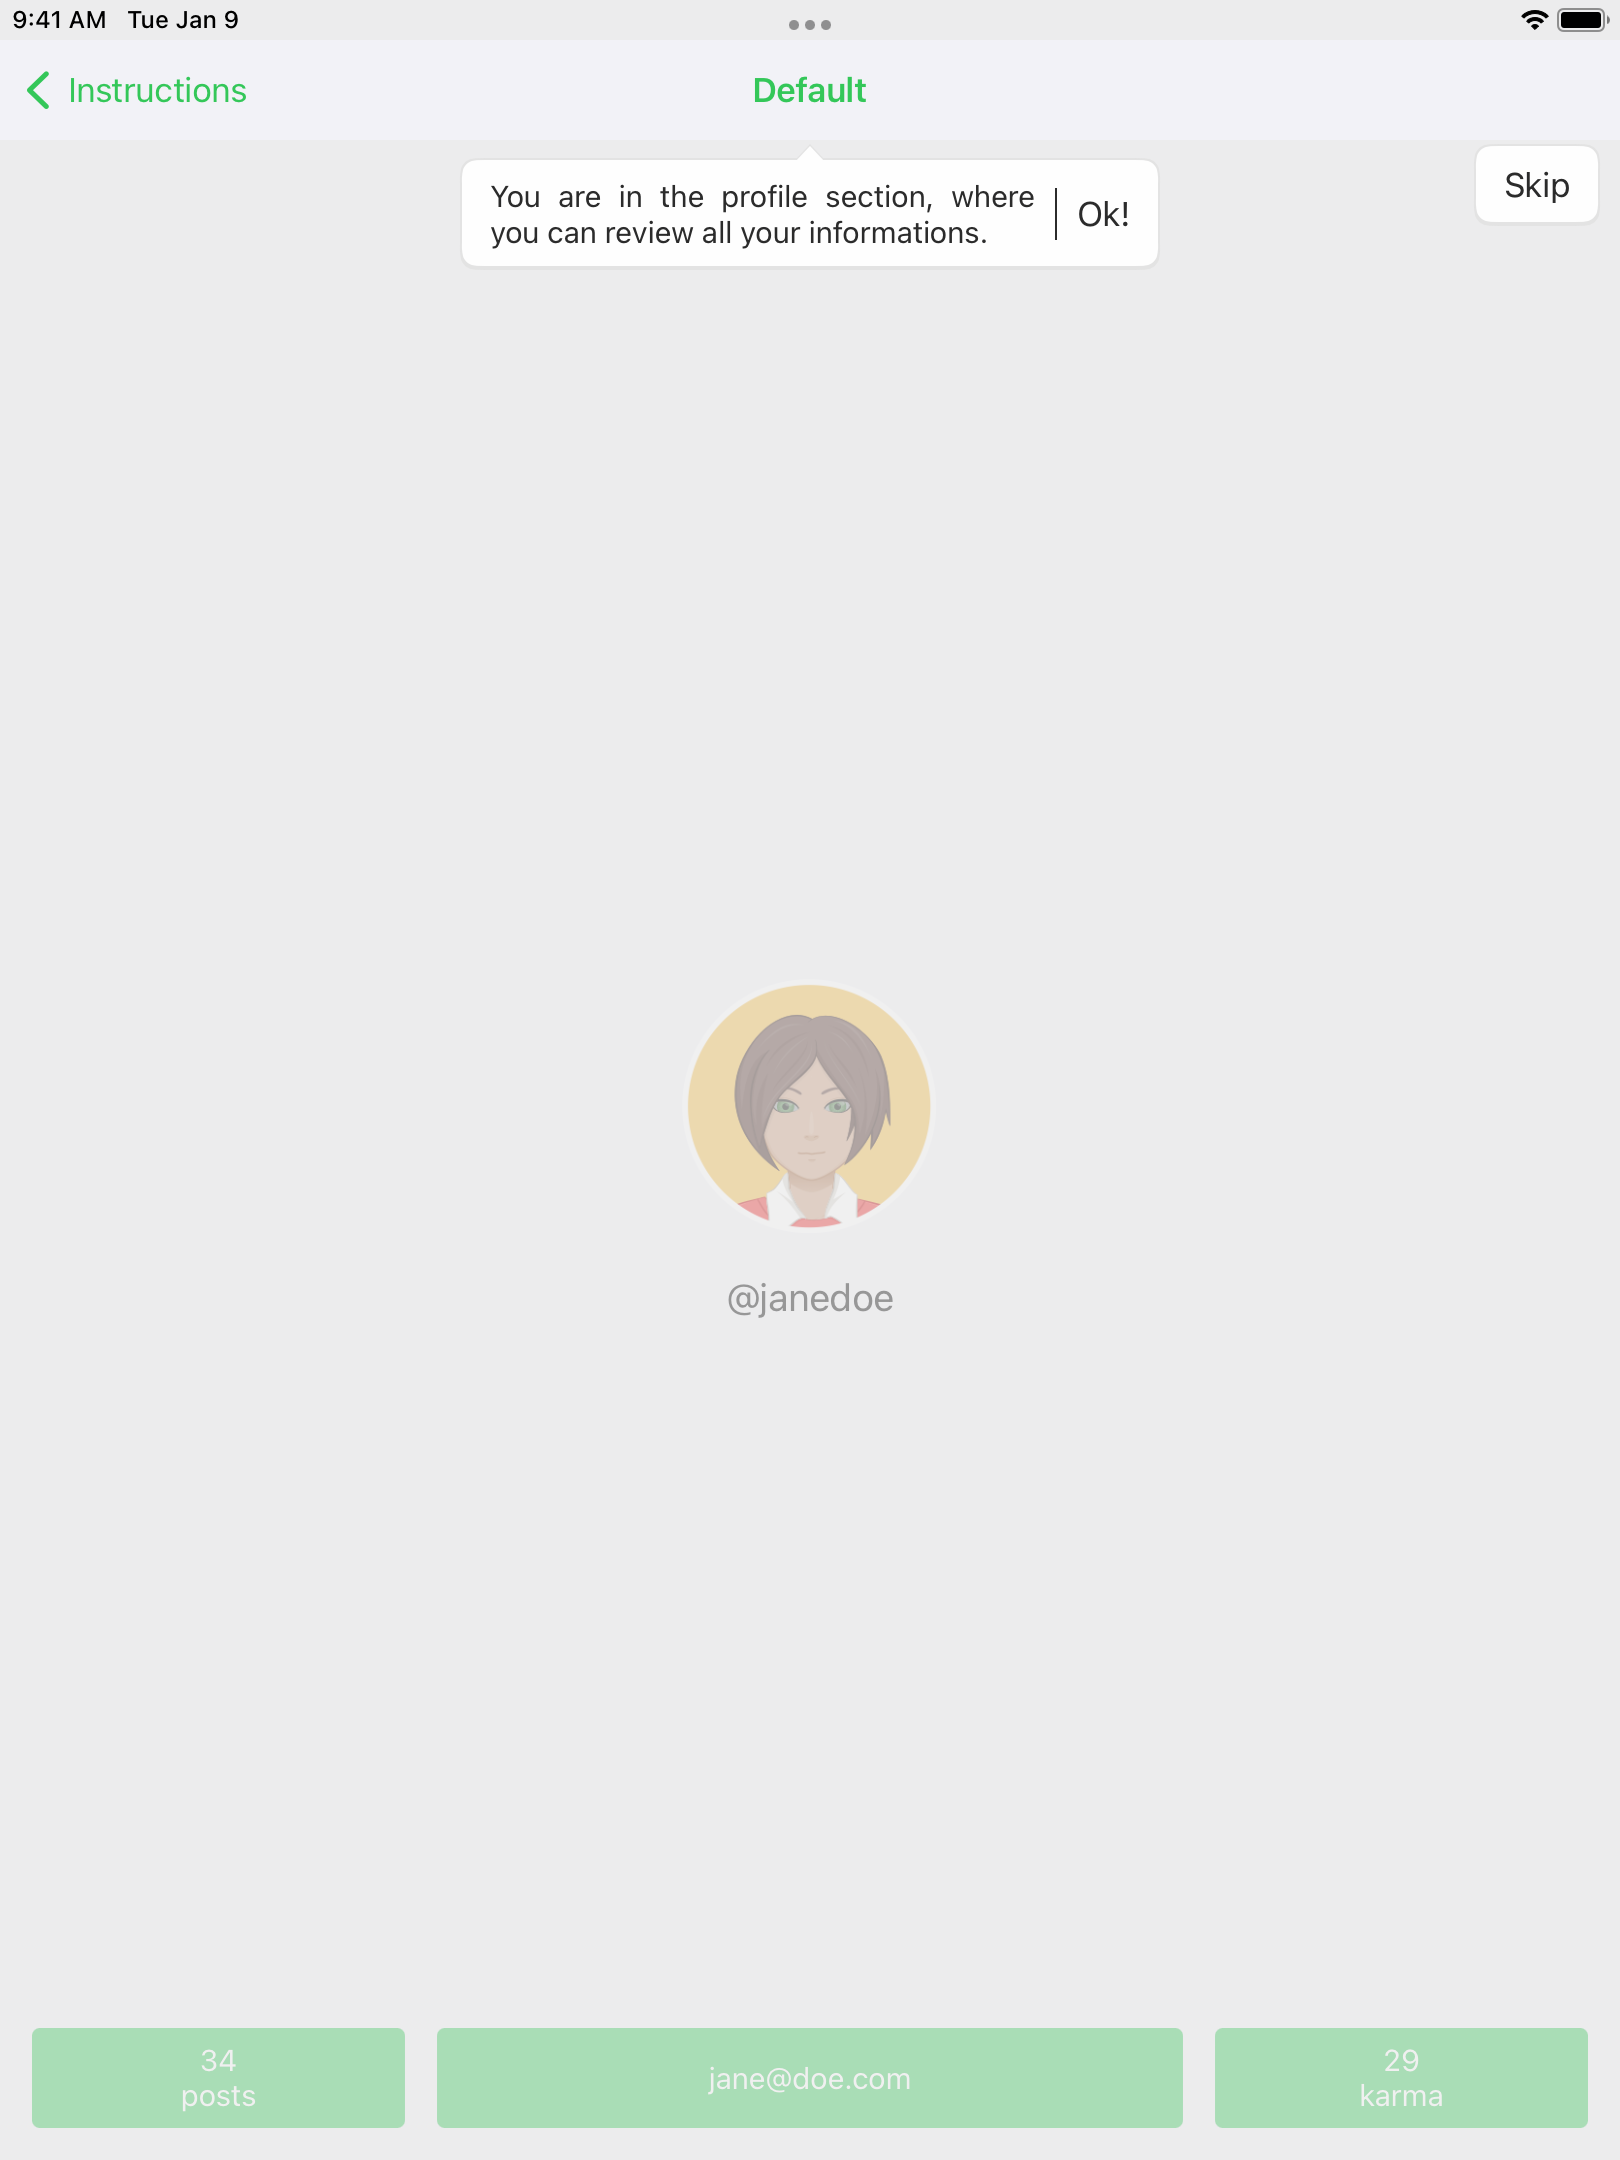 9:41 AM Tue Jan 9
Instructions
Default
You are in the profile section, where
you can review all your informations.
Ok!
Skip
@janedoe
34
posts
jane@doe.com
29
karma